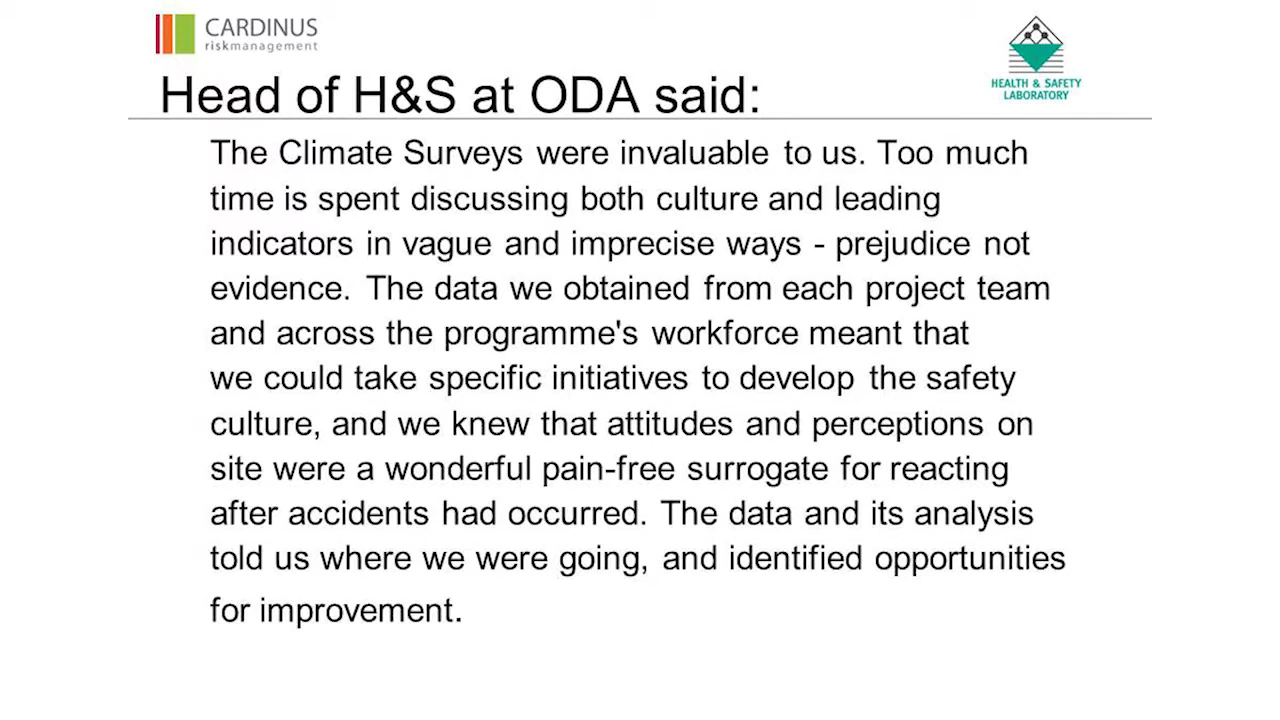 CARDINUS
riskmanagement
HEALTH & SAFETY
LABORATORY
Head of H&S at ODA said:
The Climate Surveys were invaluable to us. Too much
time is spent discussing both culture and leading
indicators in vague and imprecise ways - prejudice not
evidence. The data we obtained from each project team
and across the programme's workforce meant that
we could take specific initiatives to develop the safety
culture, and we knew that attitudes and perceptions on
site were a wonderful pain-free surrogate for reacting
after accidents had occurred. The data and its analysis
told us where we were going, and identified opportunities
for improvement.